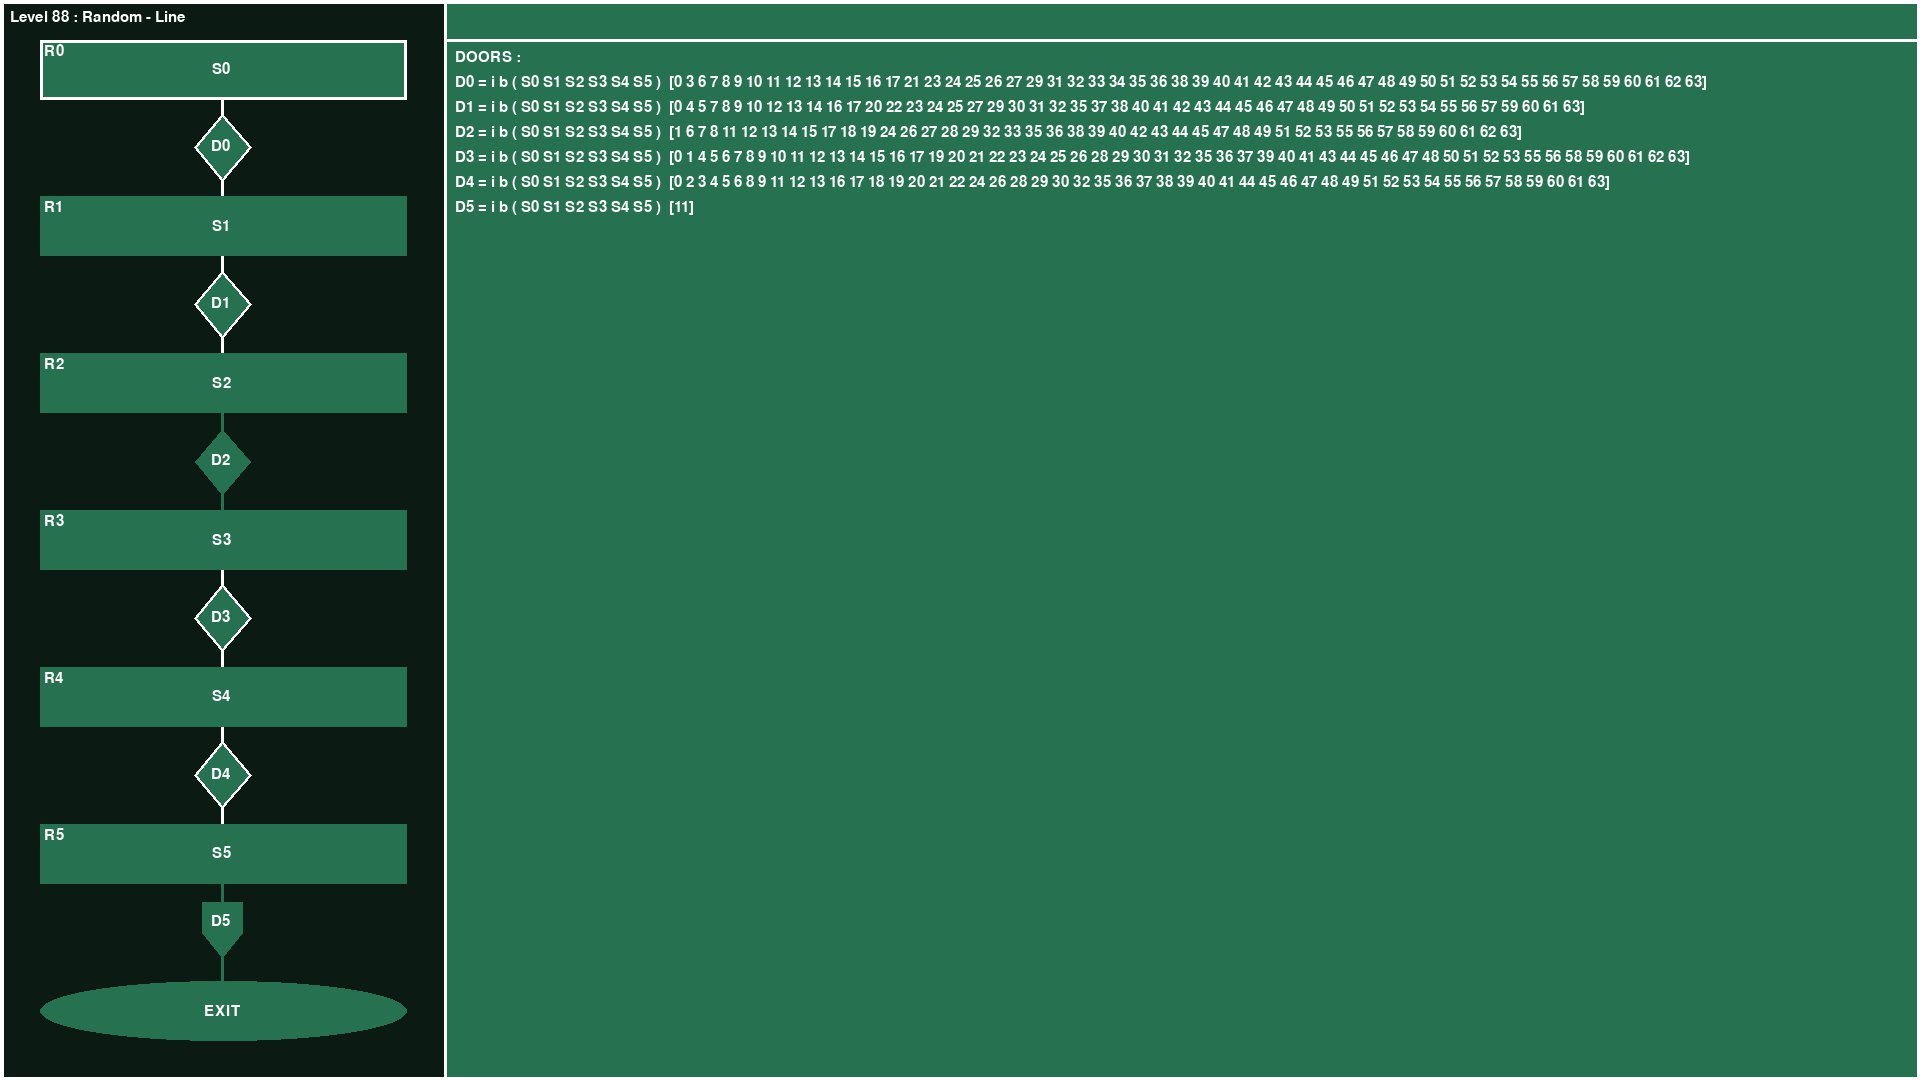 Level 88 : Random - Line
R0
S0
D0
R1
S1
D1
R2
S2
D2
R3
S3
D3
R4
S4
D4
R5
S5
D5
EXIT
DOORS :
D0 = i b ( S0 S1 S2 S3 S4 S5 ) [0 3 6 7 8 9 10 11 12 13 14 15 16 17 21 23 24 25 26 27 29 31 32 33 34 35 36 38 39 40 41 42 43 44 45 46 47 48 49 50 51 52 53 54 55 56 57 58 59 60 61 62 63]
D1 = i b ( S0 S1 S2 S3 S4 S5 ) [0 4 5 7 8 9 10 12 13 14 16 17 20 22 23 24 25 27 29 30 31 32 35 37 38 40 41 42 43 44 45 46 47 48 49 50 51 52 53 54 55 56 57 59 60 61 63]
D2 = i b ( S0 S1 S2 S3 S4 S5 ) [1 6 7 8 11 12 13 14 15 17 18 19 24 26 27 28 29 32 33 35 36 38 39 40 42 43 44 45 47 48 49 51 52 53 55 56 57 58 59 60 61 62 63]
D3 = i b ( S0 S1 S2 S3 S4 S5 ) [0 1 4 5 6 7 8 9 10 11 12 13 14 15 16 17 19 20 21 22 23 24 25 26 28 29 30 31 32 35 36 37 39 40 41 43 44 45 46 47 48 50 51 52 53 55 56 58 59 60 61 62 63]
D4 = i b ( S0 S1 S2 S3 S4 S5 ) [0 2 3 4 5 6 8 9 11 12 13 16 17 18 19 20 21 22 24 26 28 29 30 32 35 36 37 38 39 40 41 44 45 46 47 48 49 51 52 53 54 55 56 57 58 59 60 61 63]
D5 = i b ( S0 S1 S2 S3 S4 S5 ) [11]